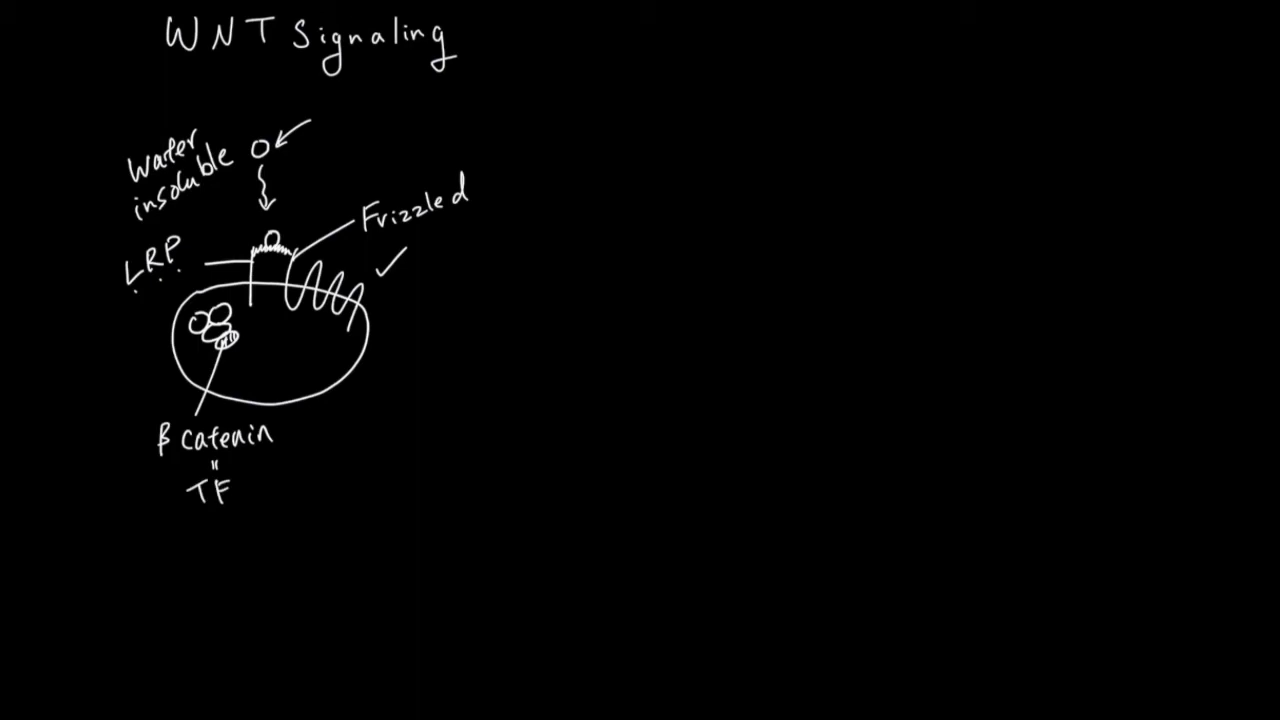 WNT Signaling
Water
insoluble
Frizzled
LRP
β catenin
"
TF